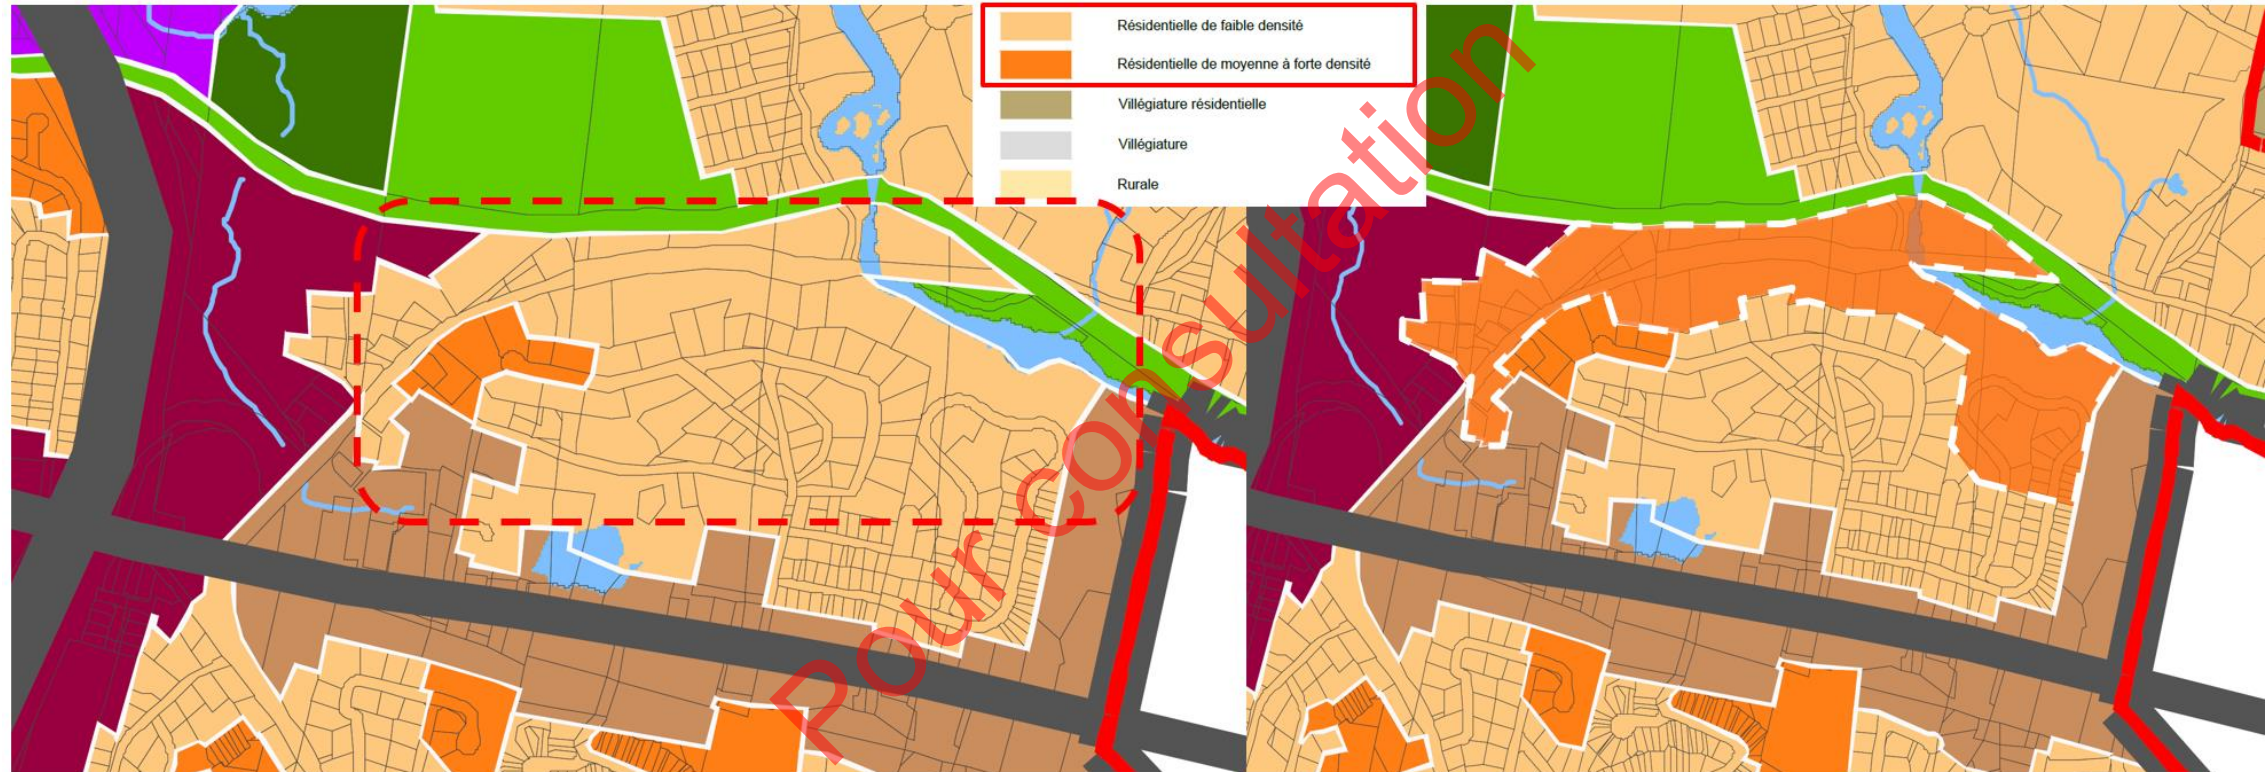 Résidentielle de faible densité
Résidentielle de moyenne à forte densité
Villégiature résidentielle
Villégiature
Rurale
Pour consultation